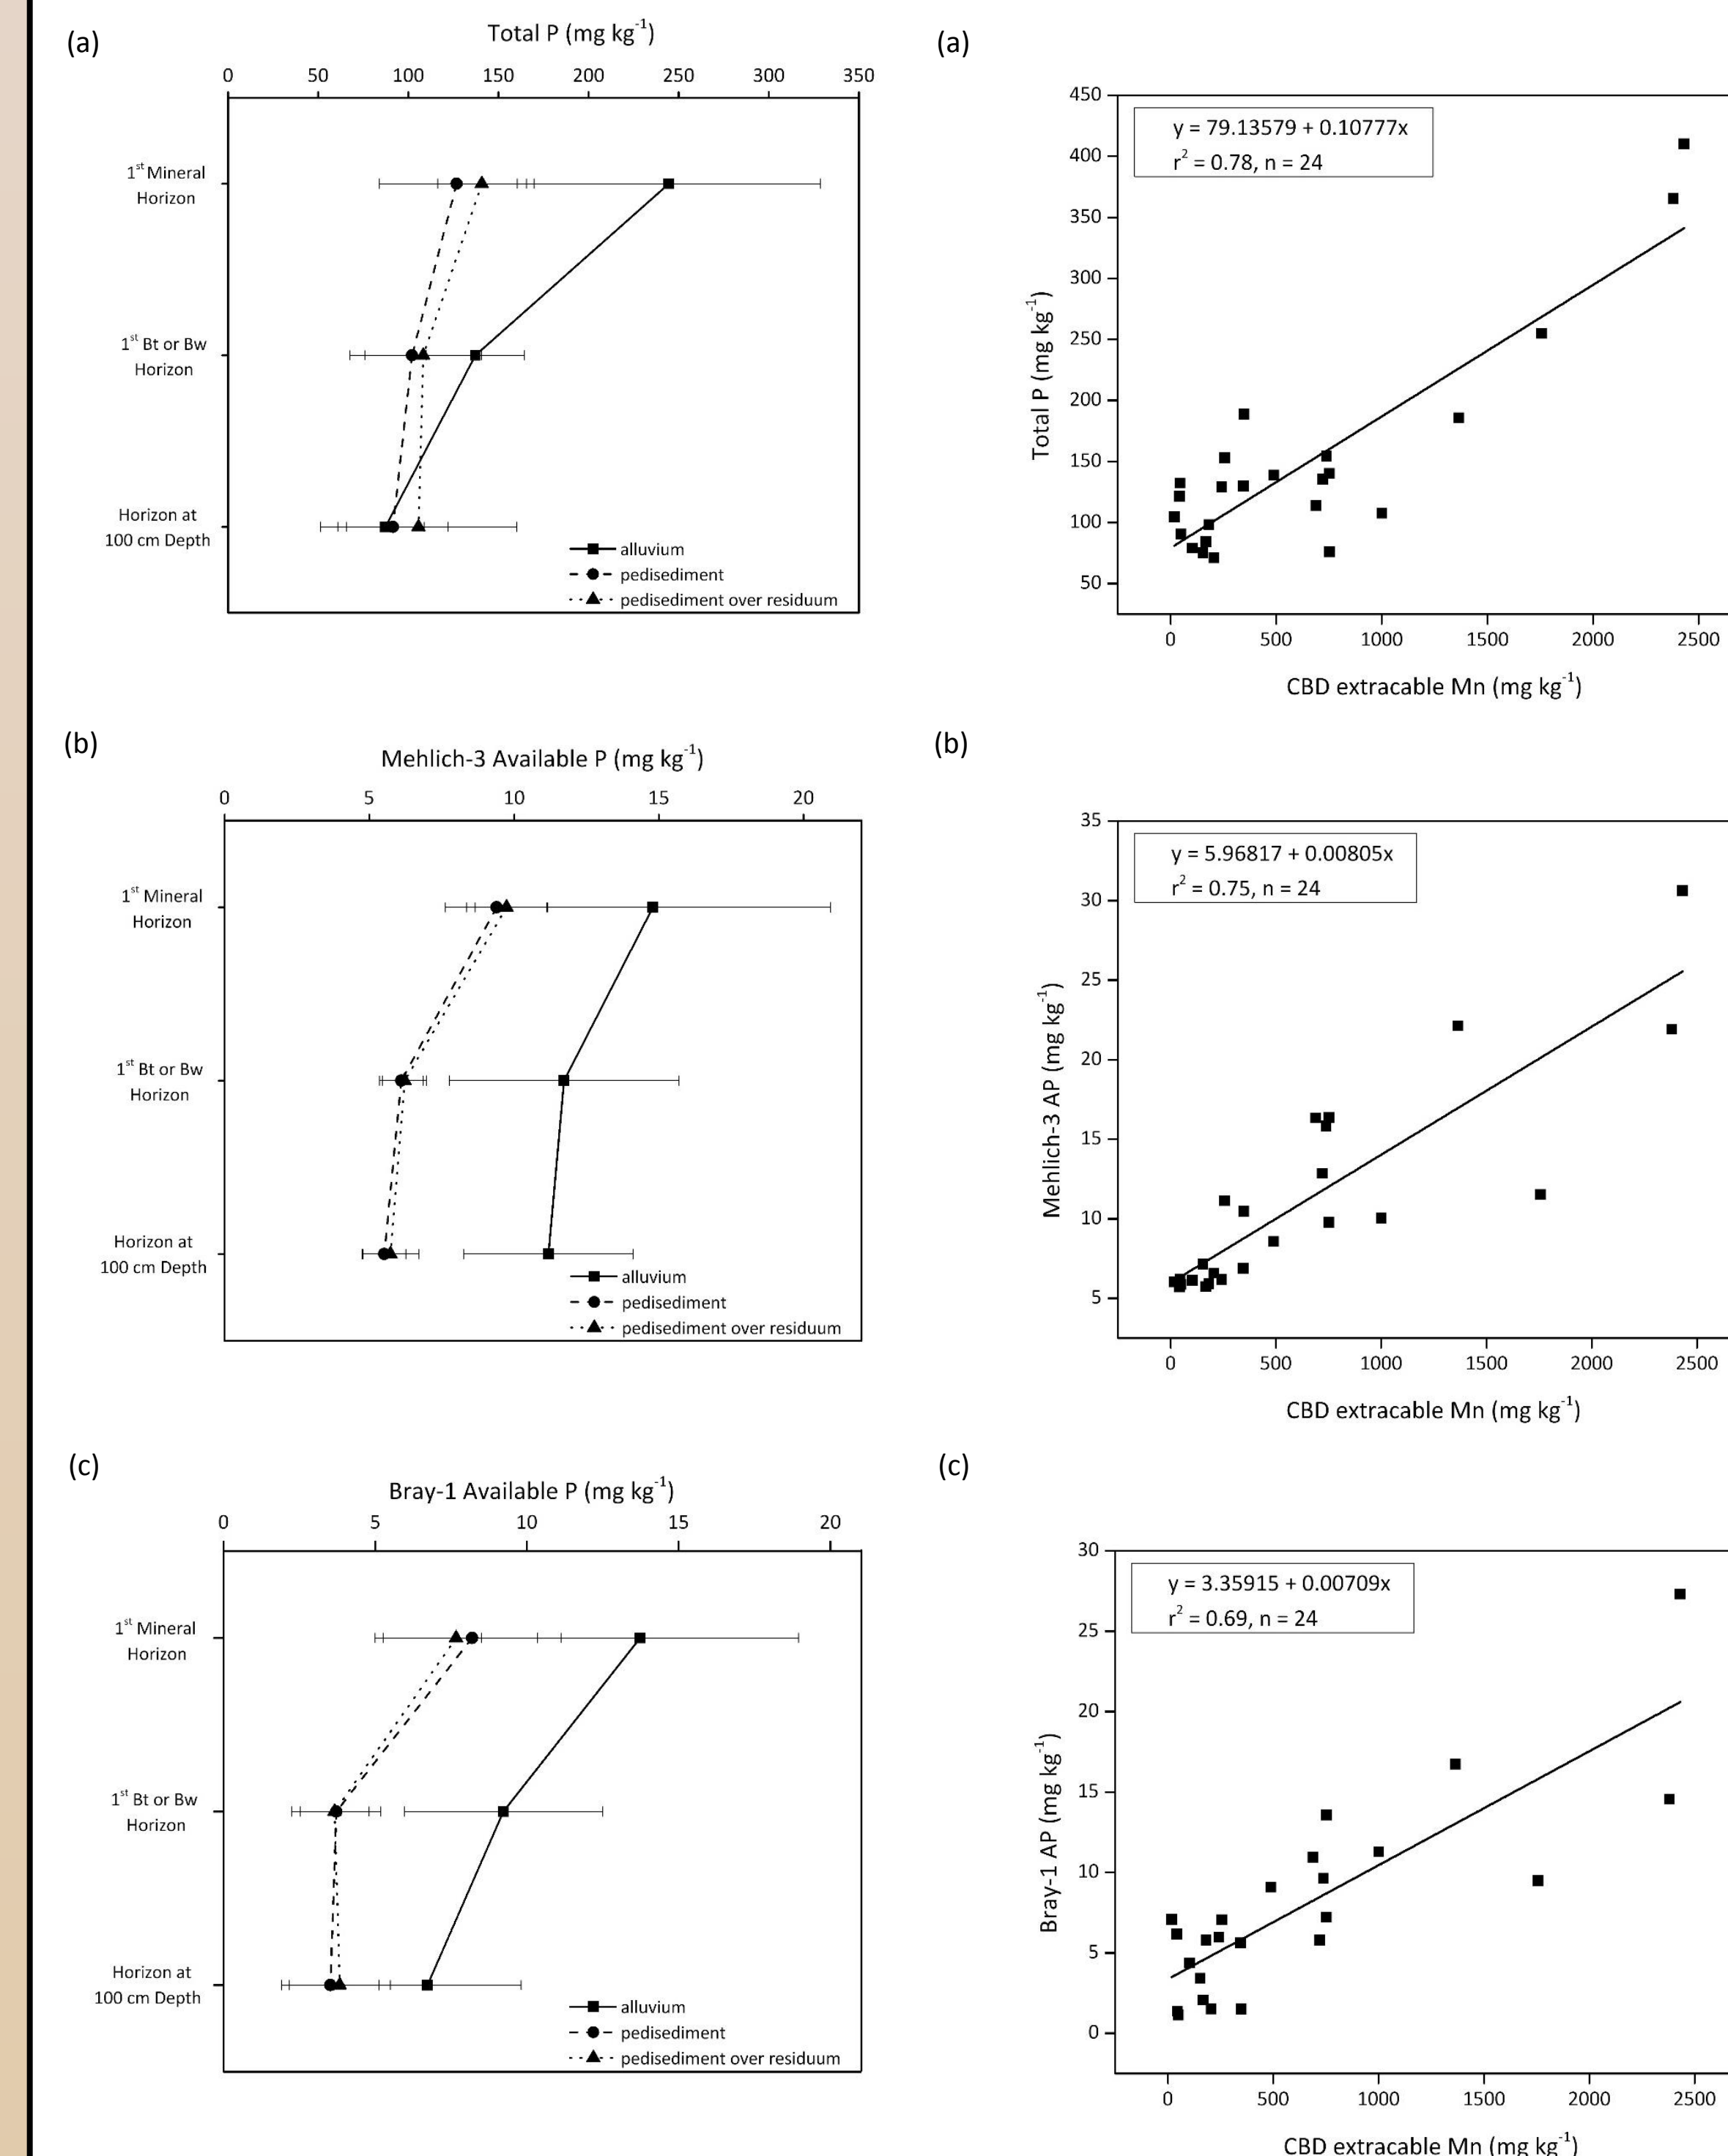 (a)
Total P (mg kg-1)
0 50 100 150 200 250 300 350
1st Mineral
Horizon
1st Bt or Bw
Horizon
Horizon at
100 cm Depth
alluvium
pedisediment
pedisediment over residuum
(a)
y = 79.13579 + 0.10777x
r2 = 0.78, n = 24
Total P (mg kg-1)
450
400
350
300
250
200
150
100
50
0 500 1000 1500 2000 2500
CBD extracable Mn (mg kg-1)
(b)
Mehlich-3 Available P (mg kg-1)
0 5 10 15 20
1st Mineral
Horizon
1st Bt or Bw
Horizon
Horizon at
100 cm Depth
alluvium
pedisediment
pedisediment over residuum
(b)
y = 5.96817 + 0.00805x
r2 = 0.75, n = 24
Mehlich-3 AP (mg kg-1)
35
30
25
20
15
10
5
0 500 1000 1500 2000 2500
CBD extracable Mn (mg kg-1)
(c)
Bray-1 Available P (mg kg-1)
0 5 10 15 20
1st Mineral
Horizon
1st Bt or Bw
Horizon
Horizon at
100 cm Depth
alluvium
pedisediment
pedisediment over residuum
(c)
y = 3.35915 + 0.00709x
r2 = 0.69, n = 24
Bray-1 AP (mg kg-1)
30
25
20
15
10
5
0
0 500 1000 1500 2000 2500
CBD extracable Mn (mg kg-1)